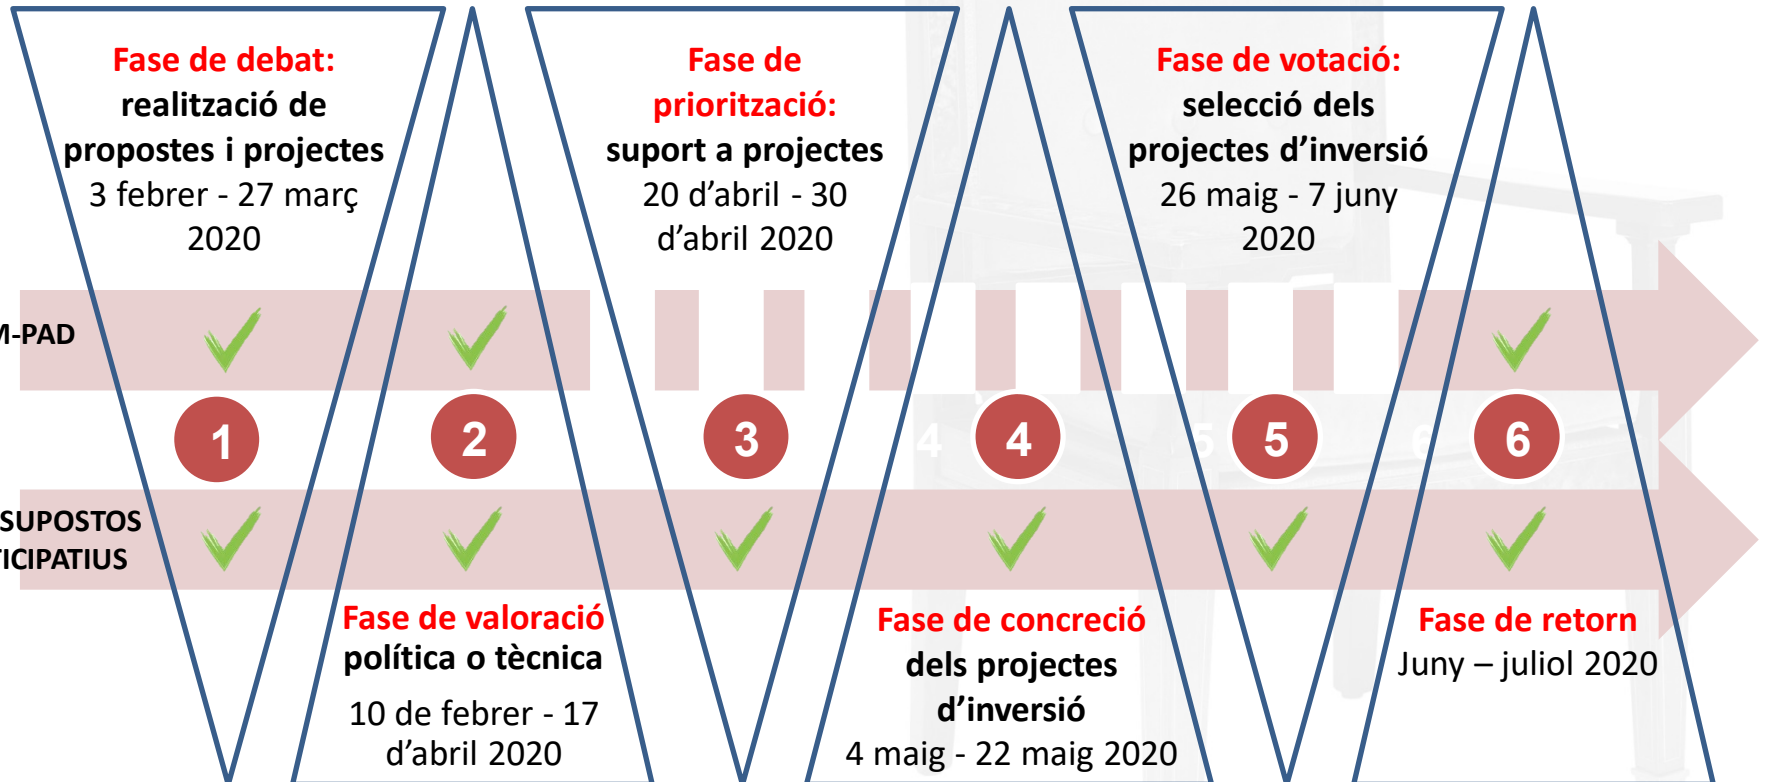 Fase de debat:
realització de
propostes i projectes
3 febrer - 27 març
2020
Fase de
priorització:
suport a projectes
20 d'abril - 30
d'abril 2020
Fase de votació:
selecció dels
projectes d'inversió
26 maig - 7 juny
2020
M-PAD
1
2
3
4
4
5
5
6
6
SUPOSTOS
TICIPATIUS
Fase de valoració
política o tècnica
10 de febrer - 17
d'abril 2020
Fase de concreció
dels projectes
d'inversió
4 maig - 22 maig 2020
Fase de retorn
Juny – juliol 2020